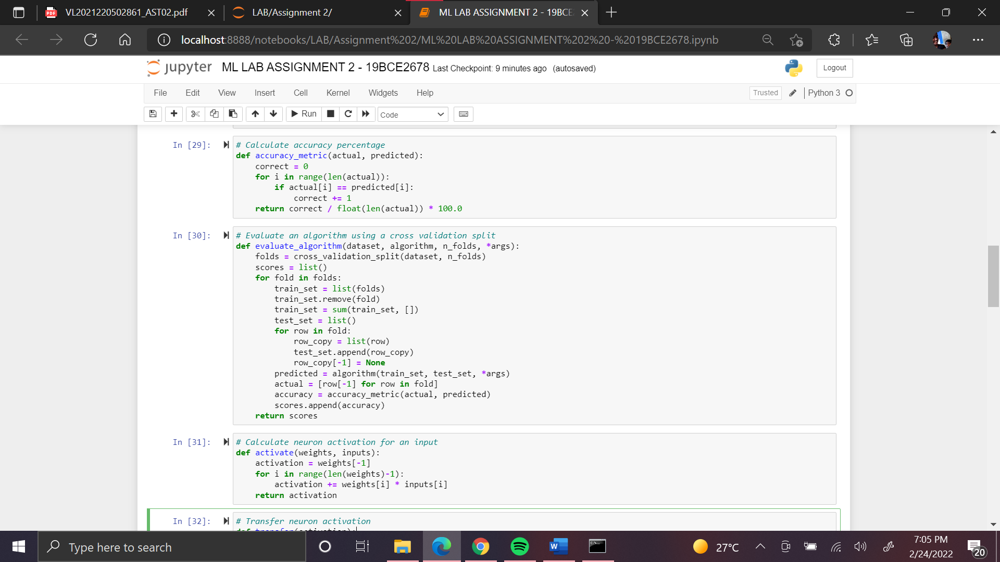 VL2021220502861_AST02.pdf
LAB/Assignment 2/
ML LAB ASSIGNMENT 2 - 19BCE
localhost:8888/notebooks/LAB/Assignment%202/ML%20LAB%20ASSIGNMENT%202%20-%2019BCE2678.ipynb
jupyter ML LAB ASSIGNMENT 2 - 19BCE2678 Last Checkpoint: 9 minutes ago (autosaved)
Logout
File Edit View Insert Cell Kernel Widgets Help
Trusted Python 3
Run Code
In [29]: # Calculate accuracy percentage
def accuracy_metric(actual, predicted):
    correct = 0
    for i in range(len(actual)):
        if actual[i] == predicted[i]:
            correct += 1
    return correct / float(len(actual)) * 100.0
In [30]: # Evaluate an algorithm using a cross validation split
def evaluate_algorithm(dataset, algorithm, n_folds, *args):
    folds = cross_validation_split(dataset, n_folds)
    scores = list()
    for fold in folds:
        train_set = list(folds)
        train_set.remove(fold)
        train_set = sum(train_set, [])
        test_set = list()
        for row in fold:
            row_copy = list(row)
            test_set.append(row_copy)
            row_copy[-1] = None
        predicted = algorithm(train_set, test_set, *args)
        actual = [row[-1] for row in fold]
        accuracy = accuracy_metric(actual, predicted)
        scores.append(accuracy)
    return scores
In [31]: # Calculate neuron activation for an input
def activate(weights, inputs):
    activation = weights[-1]
    for i in range(len(weights)-1):
        activation += weights[i] * inputs[i]
    return activation
In [32]: # Transfer neuron activation
def transfer(activation):
Type here to search
27°C
7:05 PM
2/24/2022
20